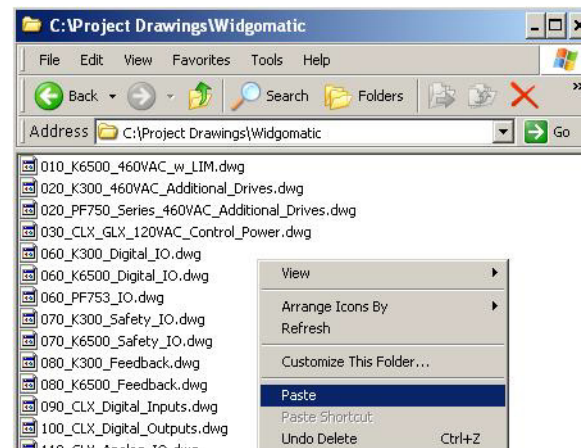 C:\Project Drawings\Widgomatic
File Edit View Favorites Tools Help
Back Search Folders
Address C:\Project Drawings\Widgomatic Go
010_K6500_460VAC_w_LIM.dwg
020_K300_460VAC_Additional_Drives.dwg
020_PF750_Series_460VAC_Additional_Drives.dwg
030_CLX_GLX_120VAC_Control_Power.dwg
060_K300_Digital_IO.dwg
060_K6500_Digital_IO.dwg
060_PF753_IO.dwg
070_K300_Safety_IO.dwg
070_K6500_Safety_IO.dwg
080_K300_Feedback.dwg
080_K6500_Feedback.dwg
090_CLX_Digital_Inputs.dwg
100_CLX_Digital_Outputs.dwg
110_CLX_Analog_IO.dwg
View
Arrange Icons By
Refresh
Customize This Folder...
Paste
Paste Shortcut
Undo Delete Ctrl+Z